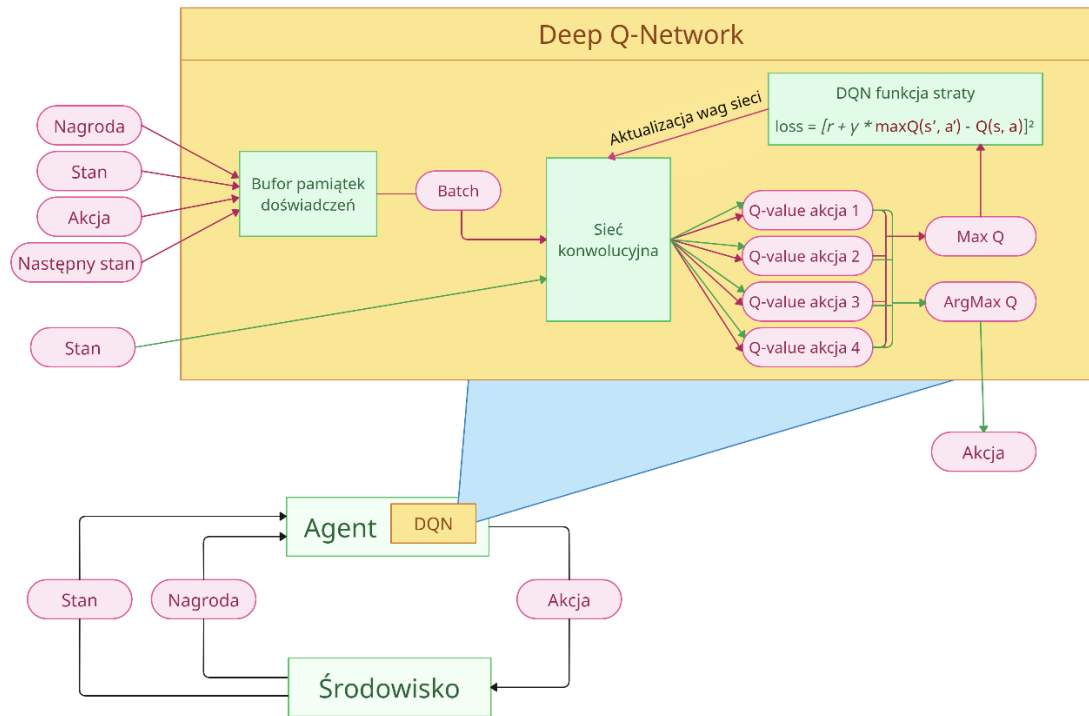 Deep Q-Network
Nagroda
Stan
Akcja
Następny stan
Stan
Bufor pamiątek
doświadczeń
Batch
Aktualizacja wag sieci
DQN funkcja straty
loss = [r + y * maxQ(s’, a’) - Q(s, a)]²
Sieć
konwolucyjna
Q-value akcja 1
Q-value akcja 2
Q-value akcja 3
Q-value akcja 4
Max Q
ArgMax Q
Akcja
Agent
DQN
Stan
Nagroda
Akcja
Środowisko